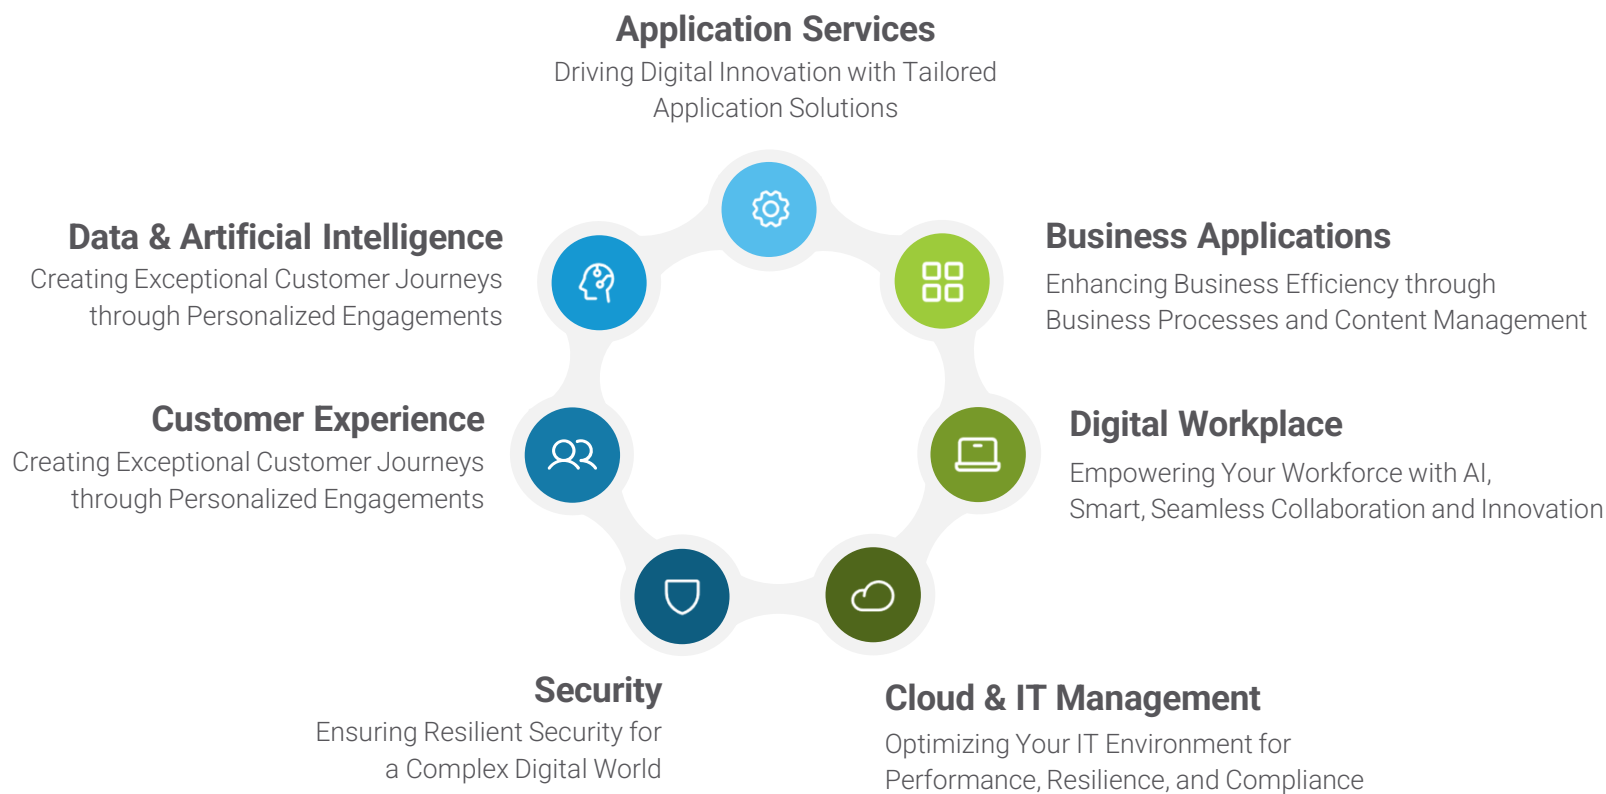 Application Services
Driving Digital Innovation with Tailored
Application Solutions
Data & Artificial Intelligence
Creating Exceptional Customer Journeys
through Personalized Engagements
Business Applications
Enhancing Business Efficiency through
Business Processes and Content Management
Customer Experience
Creating Exceptional Customer Journeys
through Personalized Engagements
Digital Workplace
Empowering Your Workforce with AI,
Smart, Seamless Collaboration and Innovation
Security
Ensuring Resilient Security for
a Complex Digital World
Cloud & IT Management
Optimizing Your IT Environment for
Performance, Resilience, and Compliance